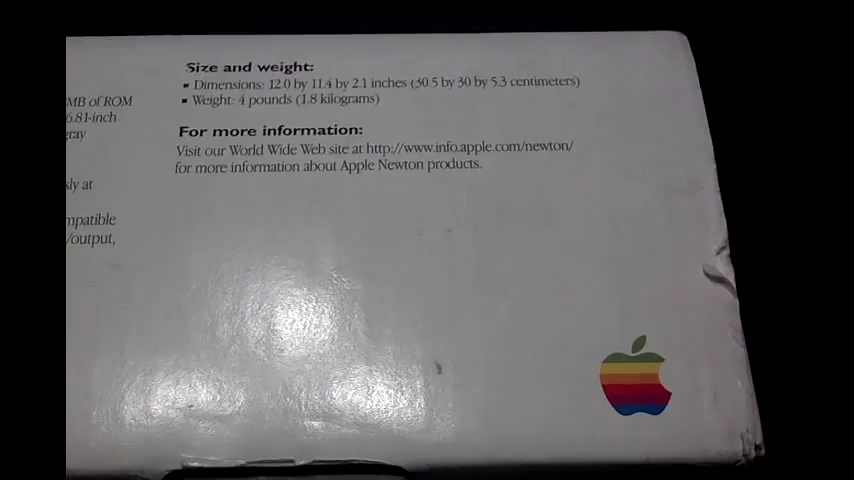 Size and weight:
▪ Dimensions: 12.0 by 11.4 by 2.1 inches (30.5 by 30 by 5.3 centimeters)
▪ Weight: 4 pounds (1.8 kilograms)
For more information:
Visit our World Wide Web site at http://www.info.apple.com/newton/
for more information about Apple Newton products.
MB of ROM
6.81-inch
gray
sly at
mpatible
/output,